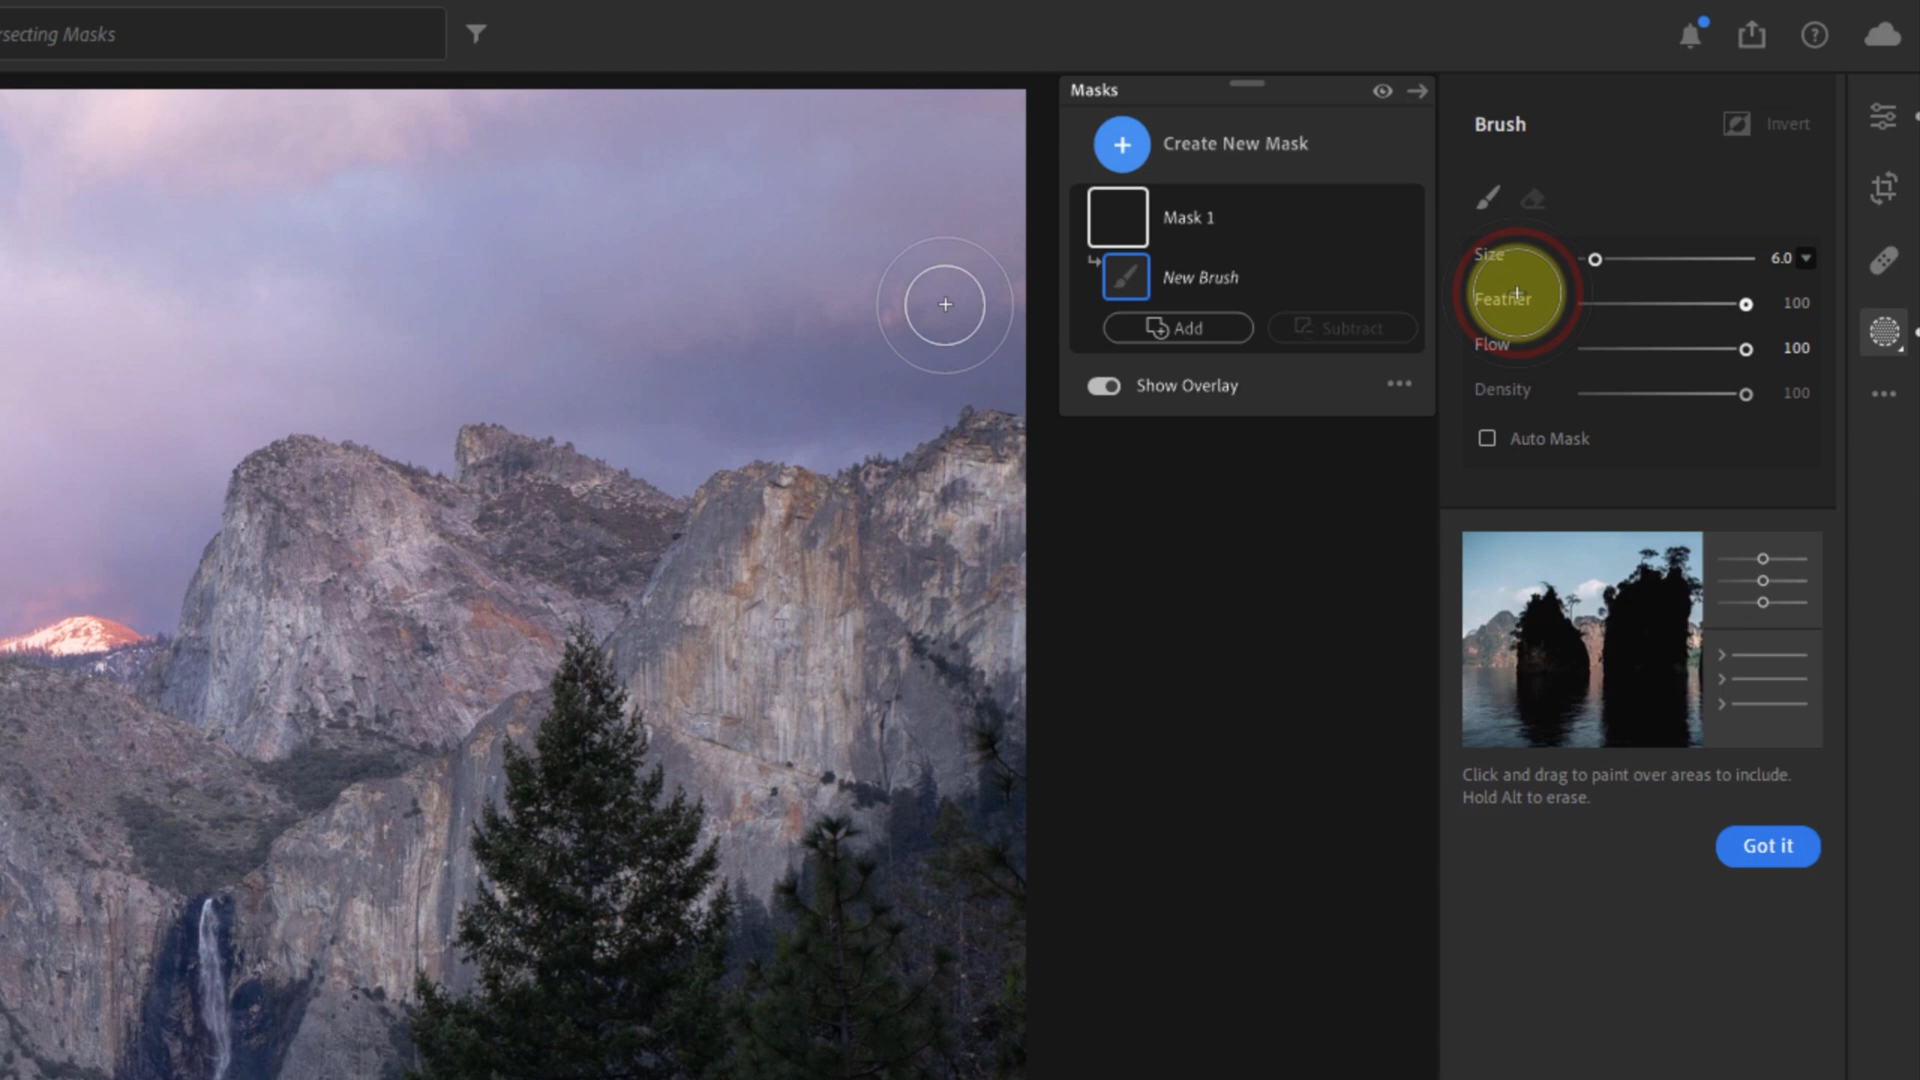 secting Masks
Masks
Create New Mask
Mask 1
New Brush
Add
Subtract
Show Overlay
Brush
Invert
Size
6.0
Feather
100
Flow
100
Density
100
Auto Mask
Click and drag to paint over areas to include.
Hold Alt to erase.
Got it